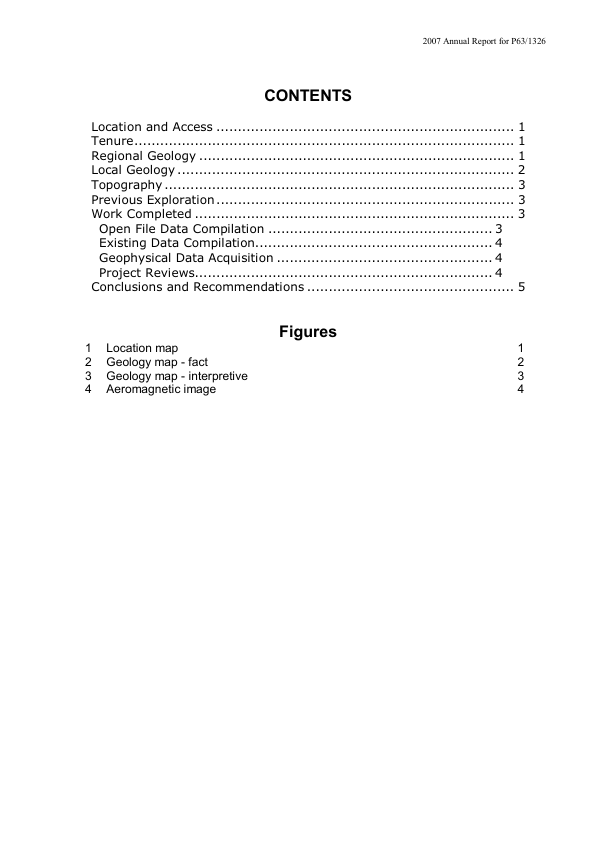 2007 Annual Report for P63/1326
CONTENTS
Location and Access ...................................................................... 1
Tenure......................................................................................... 1
Regional Geology .......................................................................... 1
Local Geology ............................................................................... 2
Topography .................................................................................. 3
Previous Exploration...................................................................... 3
Work Completed ........................................................................... 3
Open File Data Compilation .................................................... 3
Existing Data Compilation....................................................... 4
Geophysical Data Acquisition .................................................. 4
Project Reviews..................................................................... 4
Conclusions and Recommendations ................................................ 5
Figures
1 Location map 1
2 Geology map - fact 2
3 Geology map - interpretive 3
4 Aeromagnetic image 4